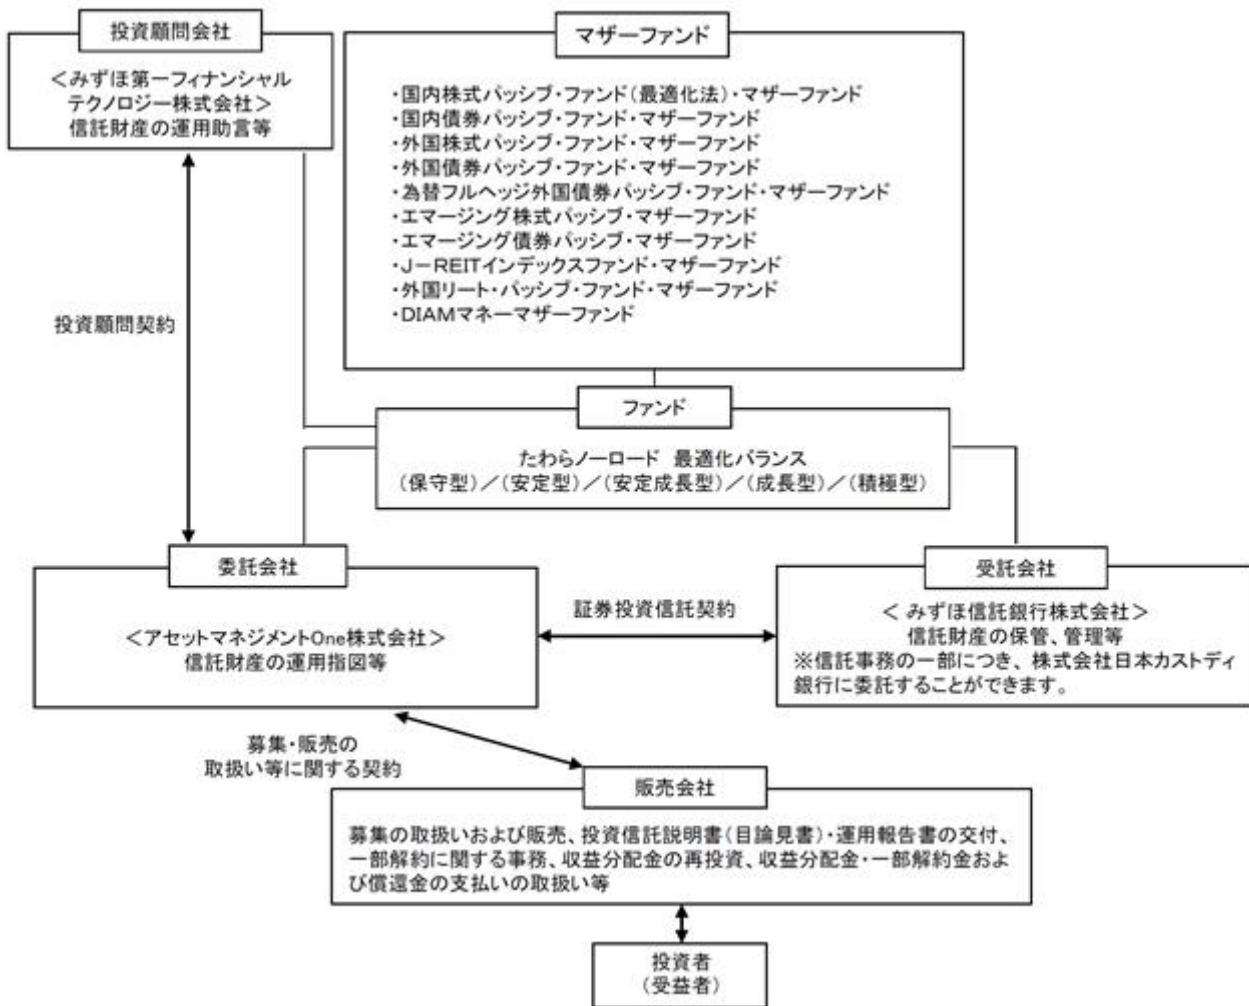 投資顧問会社
＜みずほ第一フィナンシャル
テクノロジー株式会社＞
信託財産の運用助言等
マザーファンド
・国内株式パッシブ・ファンド(最適化法)・マザーファンド
・国内債券パッシブ・ファンド・マザーファンド
・外国株式パッシブ・ファンド・マザーファンド
・外国債券パッシブ・ファンド・マザーファンド
・為替フルヘッジ外国債券パッシブ・ファンド・マザーファンド
・エマージング株式パッシブ・マザーファンド
・エマージング債券パッシブ・マザーファンド
・J－REITインデックスファンド・マザーファンド
・外国リート・パッシブ・ファンド・マザーファンド
・DIAMマネーマザーファンド
投資顧問契約
ファンド
たわらノーロード 最適化バランス
(保守型)／(安定型)／(安定成長型)／(成長型)／(積極型)
委託会社
＜アセットマネジメントOne株式会社＞
信託財産の運用指図等
証券投資信託契約
受託会社
＜ みずほ信託銀行株式会社＞
信託財産の保管、管理等
※信託事務の一部につき、株式会社日本カストディ
銀行に委託することができます。
募集・販売の
取扱い等に関する契約
販売会社
募集の取扱いおよび販売、投資信託説明書(目論見書)・運用報告書の交付、
一部解約に関する事務、収益分配金の再投資、収益分配金・一部解約金およ
び償還金の支払いの取扱い等
投資者
(受益者)